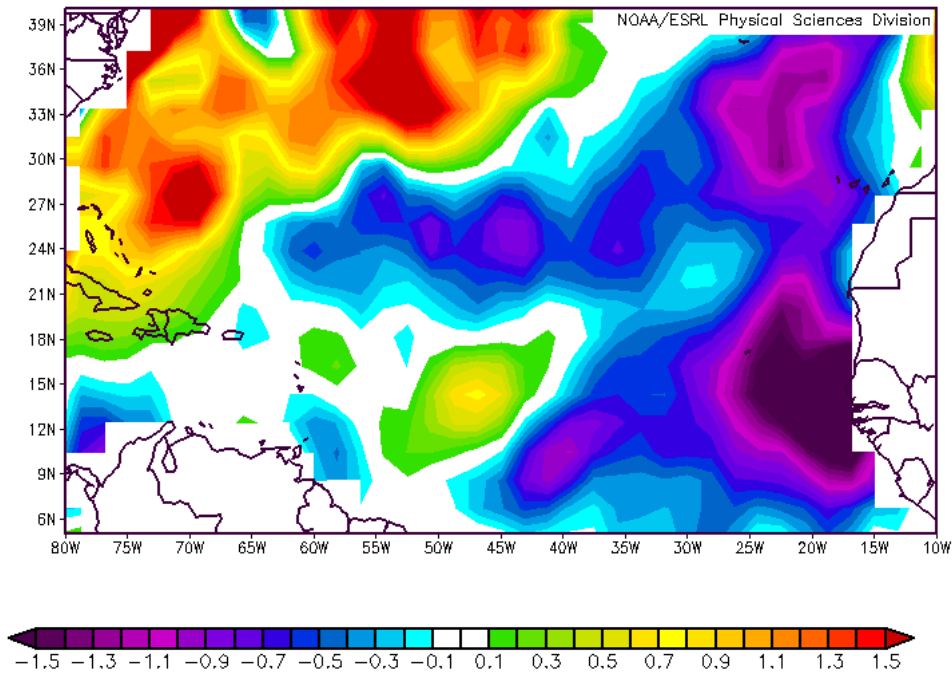 NOAA/ESRL Physical Sciences Division
39N
36N
33N
30N
27N
24N
21N
18N
15N
12N
9N
6N
80W 75W 70W 65W 60W 55W 50W 45W 40W 35W 30W 25W 20W 15W 10W
−1.5 −1.3 −1.1 −0.9 −0.7 −0.5 −0.3 −0.1 0.1 0.3 0.5 0.7 0.9 1.1 1.3 1.5